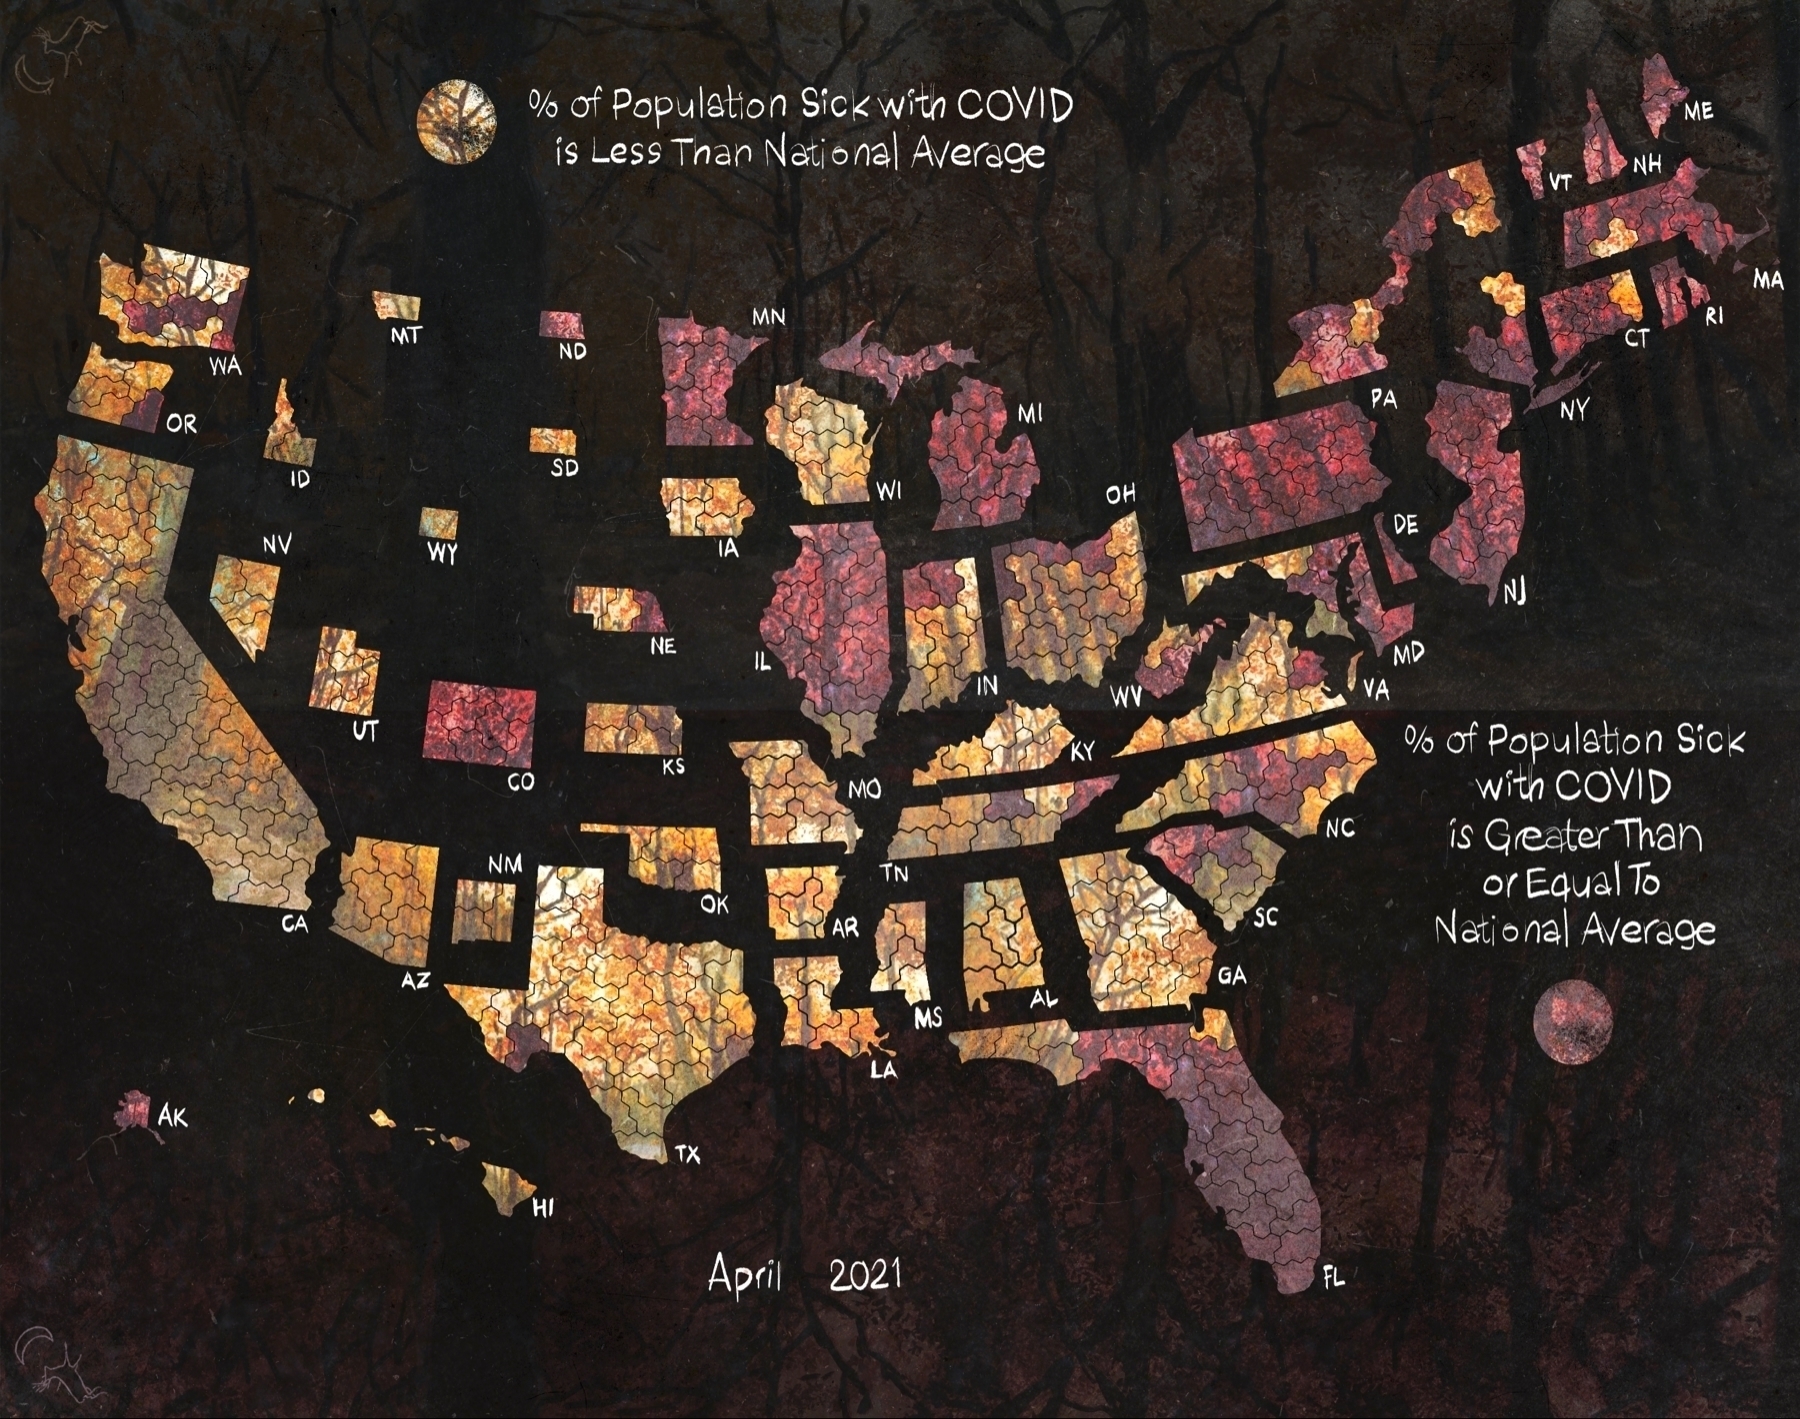 % of Population Sick with COVID
is Less Than National Average
ME
NH
VT
MA
RI
CT
NY
PA
WA
MT
ND
MN
OR
ID
SD
WI
MI
IA
OH
DE
NJ
NV
WY
NE
IL
IN
WV
MD
VA
UT
CO
KS
MO
KY
% of Population Sick
with COVID
is Greater Than
or Equal To
National Average
NC
TN
SC
CA
NM
OK
AR
AZ
MS
AL
GA
LA
TX
AK
HI
FL
April 2021